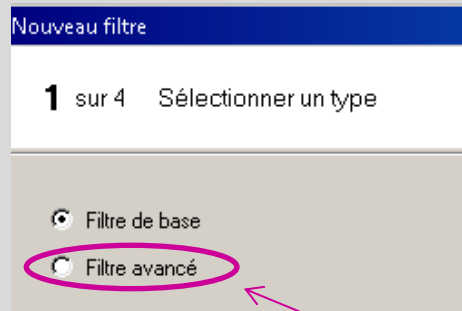 Nouveau filtre
1 sur 4 Sélectionner un type
Filtre de base
Filtre avancé